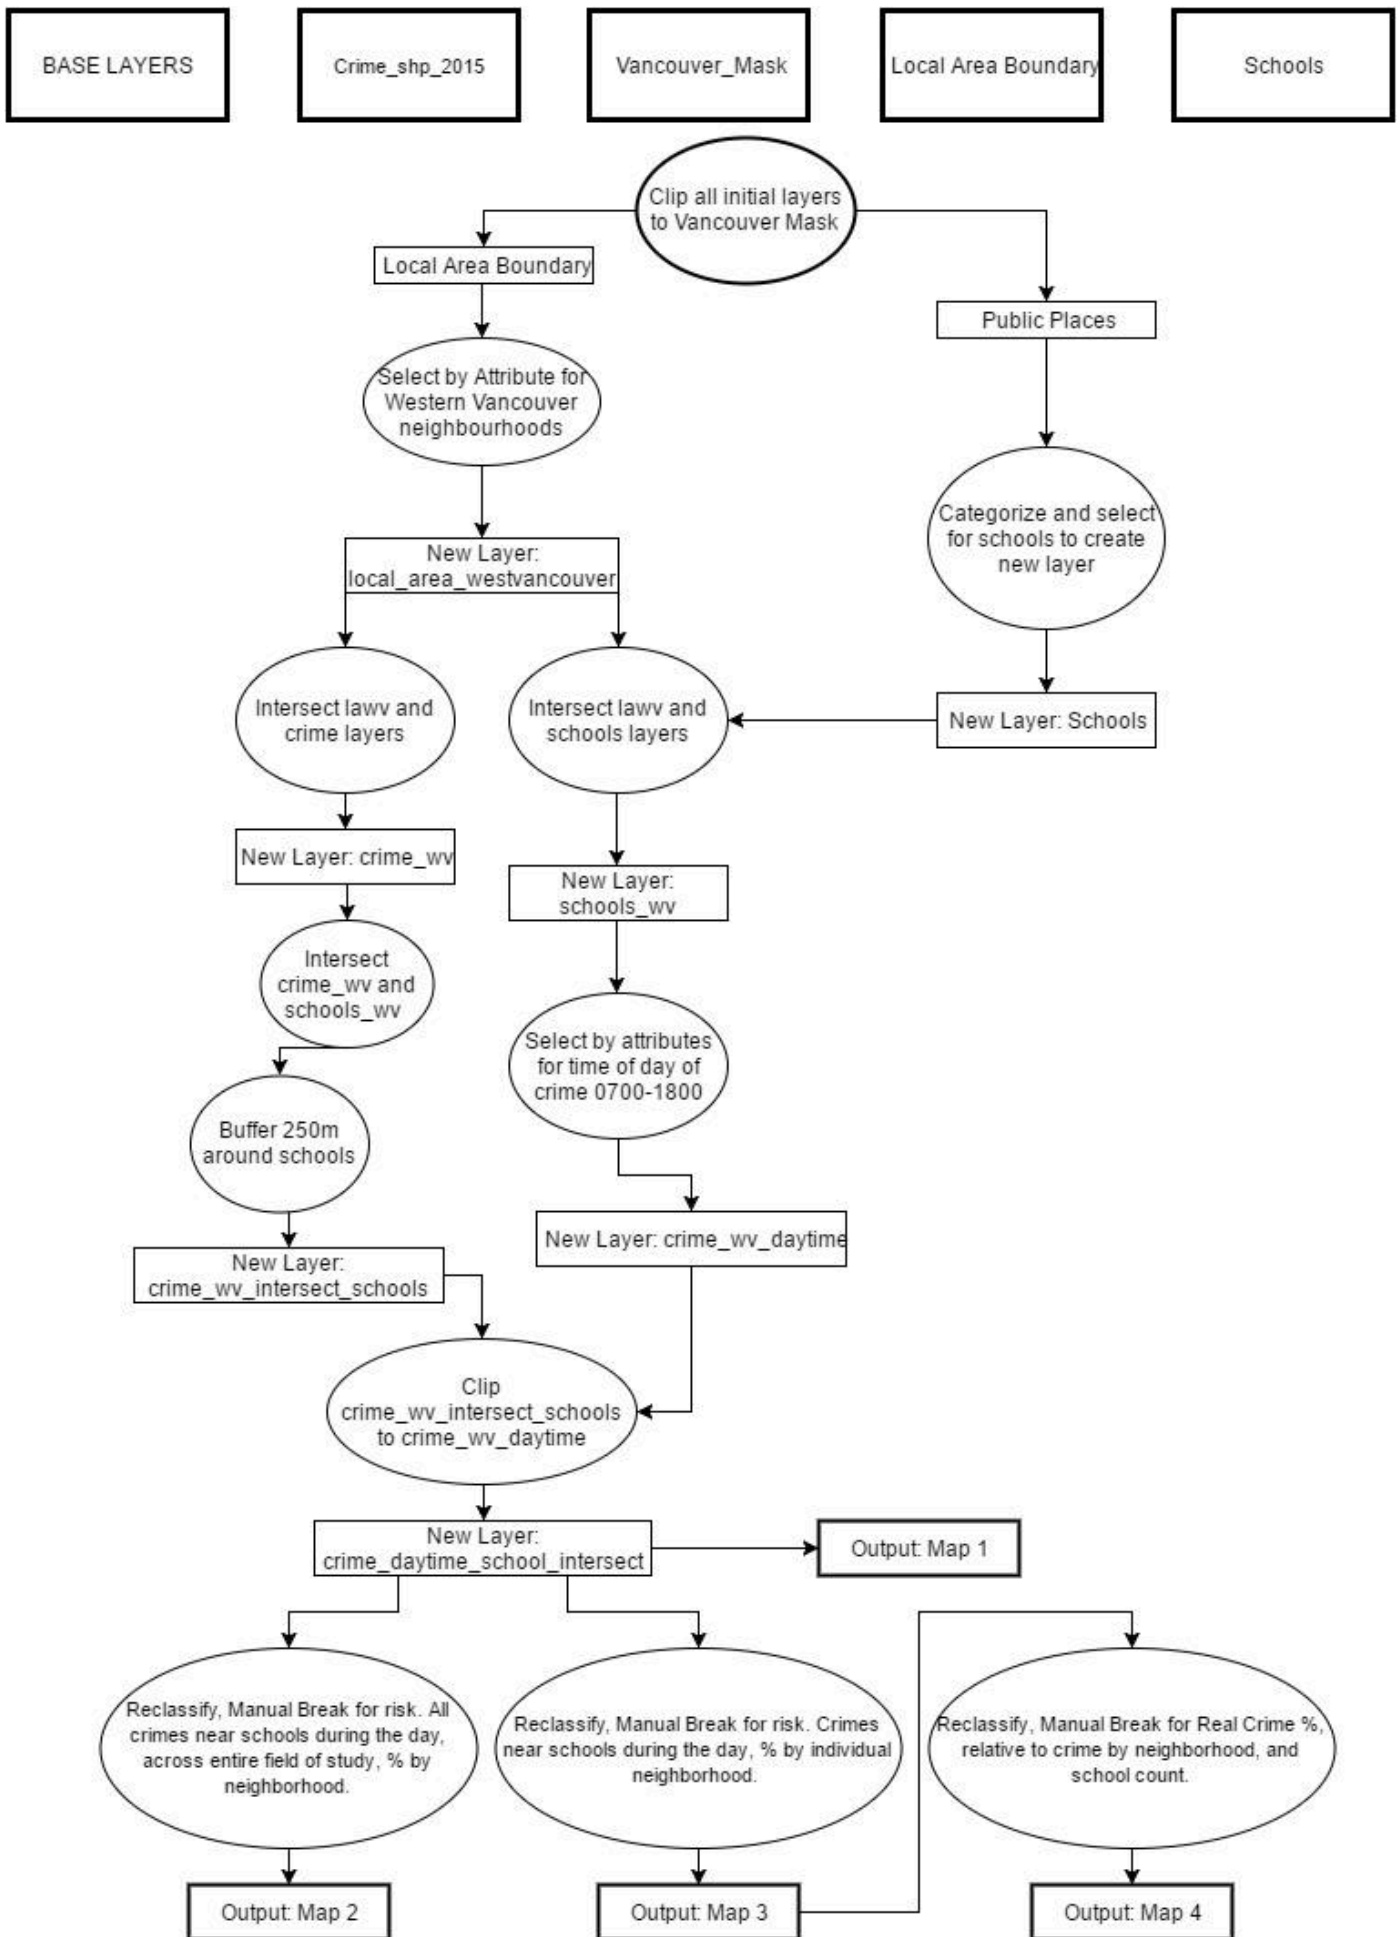 BASE LAYERS
Crime_shp_2015
Vancouver_Mask
Local Area Boundary
Schools
Clip all initial layers
to Vancouver Mask
Local Area Boundary
Public Places
Select by Attribute for
Western Vancouver
neighbourhoods
Categorize and select
for schools to create
new layer
New Layer:
local_area_westvancouver
Intersect lawv and
crime layers
Intersect lawv and
schools layers
New Layer: Schools
New Layer: crime_wv
New Layer:
schools_wv
Intersect
crime_wv and
schools_wv
Select by attributes
for time of day of
crime 0700-1800
Buffer 250m
around schools
New Layer: crime_wv_daytime
New Layer:
crime_wv_intersect_schools
Clip
crime_wv_intersect_schools
to crime_wv_daytime
New Layer:
crime_daytime_school_intersect
Output: Map 1
Reclassify, Manual Break for risk. All
crimes near schools during the day,
across entire field of study, % by
neighborhood.
Reclassify, Manual Break for risk. Crimes
near schools during the day, % by individual
neighborhood.
Reclassify, Manual Break for Real Crime %,
relative to crime by neighborhood, and
school count.
Output: Map 2
Output: Map 3
Output: Map 4